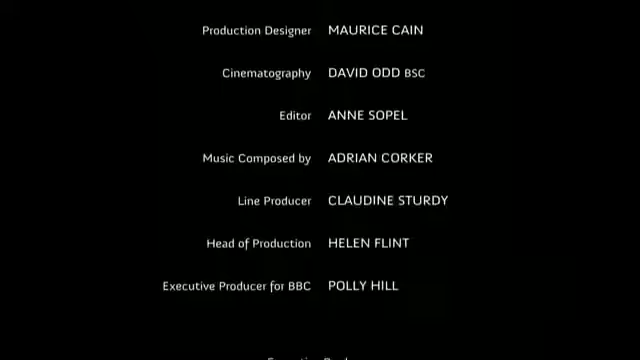 Production Designer MAURICE CAIN
Cinematography DAVID ODD BSC
Editor ANNE SOPEL
Music Composed by ADRIAN CORKER
Line Producer CLAUDINE STURDY
Head of Production HELEN FLINT
Executive Producer for BBC POLLY HILL